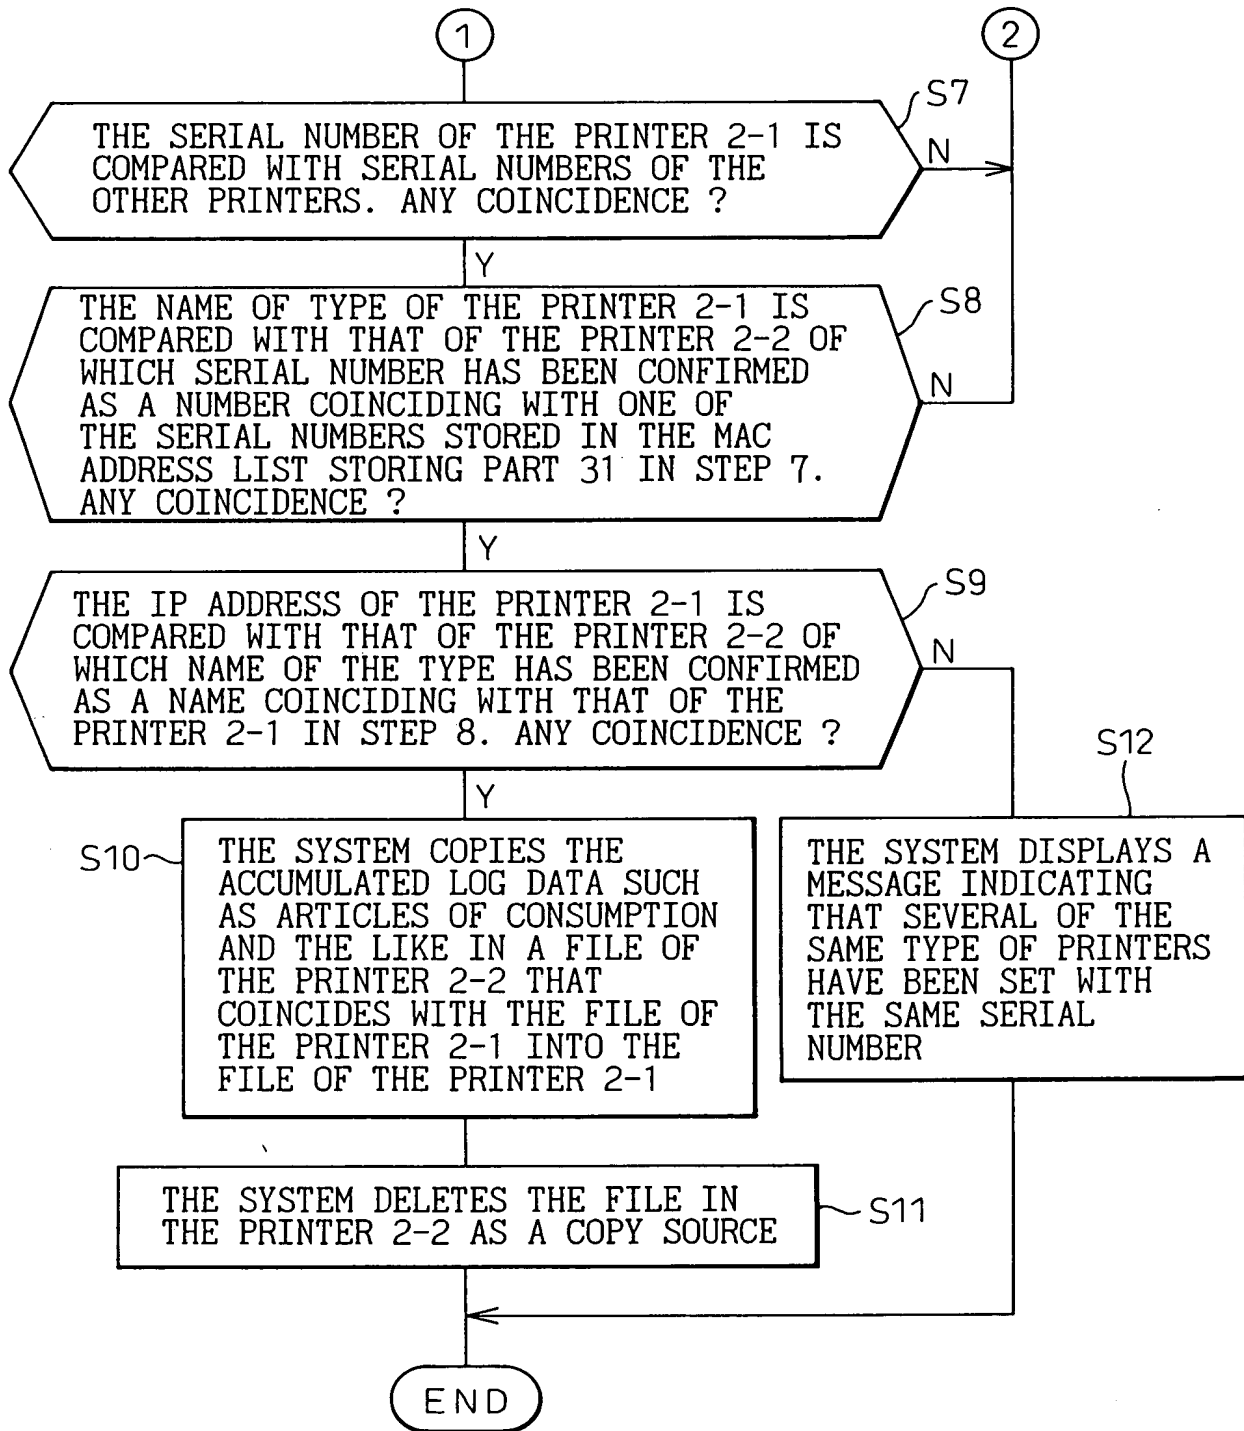 1
2
S7
THE SERIAL NUMBER OF THE PRINTER 2-1 IS
COMPARED WITH SERIAL NUMBERS OF THE
OTHER PRINTERS. ANY COINCIDENCE ?
N
Y
S8
THE NAME OF TYPE OF THE PRINTER 2-1 IS
COMPARED WITH THAT OF THE PRINTER 2-2 OF
WHICH SERIAL NUMBER HAS BEEN CONFIRMED
AS A NUMBER COINCIDING WITH ONE OF
THE SERIAL NUMBERS STORED IN THE MAC
ADDRESS LIST STORING PART 31 IN STEP 7.
ANY COINCIDENCE ?
N
Y
S9
THE IP ADDRESS OF THE PRINTER 2-1 IS
COMPARED WITH THAT OF THE PRINTER 2-2 OF
WHICH NAME OF THE TYPE HAS BEEN CONFIRMED
AS A NAME COINCIDING WITH THAT OF THE
PRINTER 2-1 IN STEP 8. ANY COINCIDENCE ?
N
Y
S10
THE SYSTEM COPIES THE
ACCUMULATED LOG DATA SUCH
AS ARTICLES OF CONSUMPTION
AND THE LIKE IN A FILE OF
THE PRINTER 2-2 THAT
COINCIDES WITH THE FILE OF
THE PRINTER 2-1 INTO THE
FILE OF THE PRINTER 2-1
S12
THE SYSTEM DISPLAYS A
MESSAGE INDICATING
THAT SEVERAL OF THE
SAME TYPE OF PRINTERS
HAVE BEEN SET WITH
THE SAME SERIAL
NUMBER
THE SYSTEM DELETES THE FILE IN
THE PRINTER 2-2 AS A COPY SOURCE
S11
END